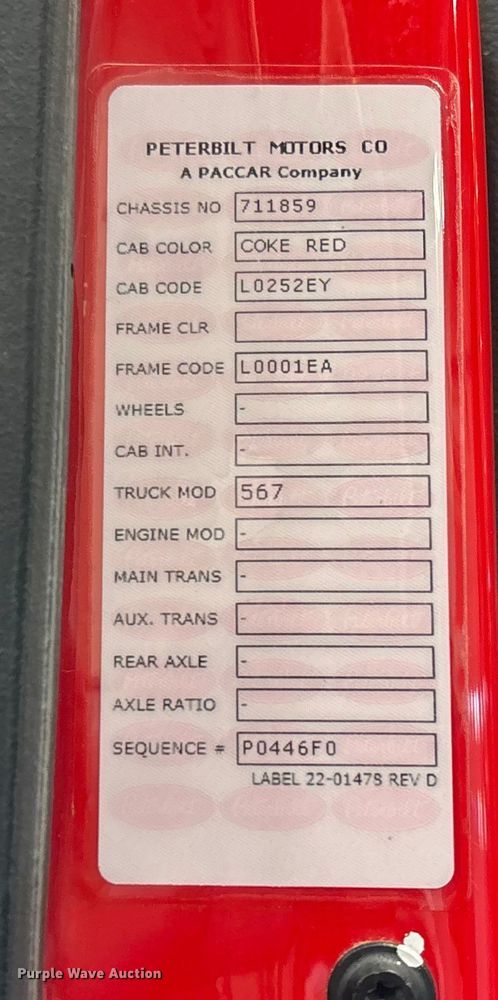 PETERBILT MOTORS CO
A PACCAR Company
CHASSIS NO 711859
CAB COLOR COKE RED
CAB CODE L0252EY
FRAME CLR
FRAME CODE L0001EA
WHEELS -
CAB INT. -
TRUCK MOD 567
ENGINE MOD -
MAIN TRANS -
AUX. TRANS -
REAR AXLE -
AXLE RATIO -
SEQUENCE # P0446F0
LABEL 22-01478 REV D
Purple Wave Auction